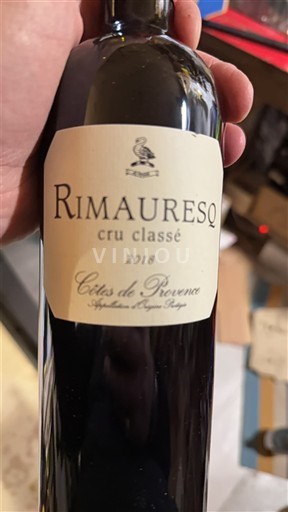 RIMAURESQ
cru classé
2018
VINIOU
Côtes de Provence
Appellation d'Origine Protégée